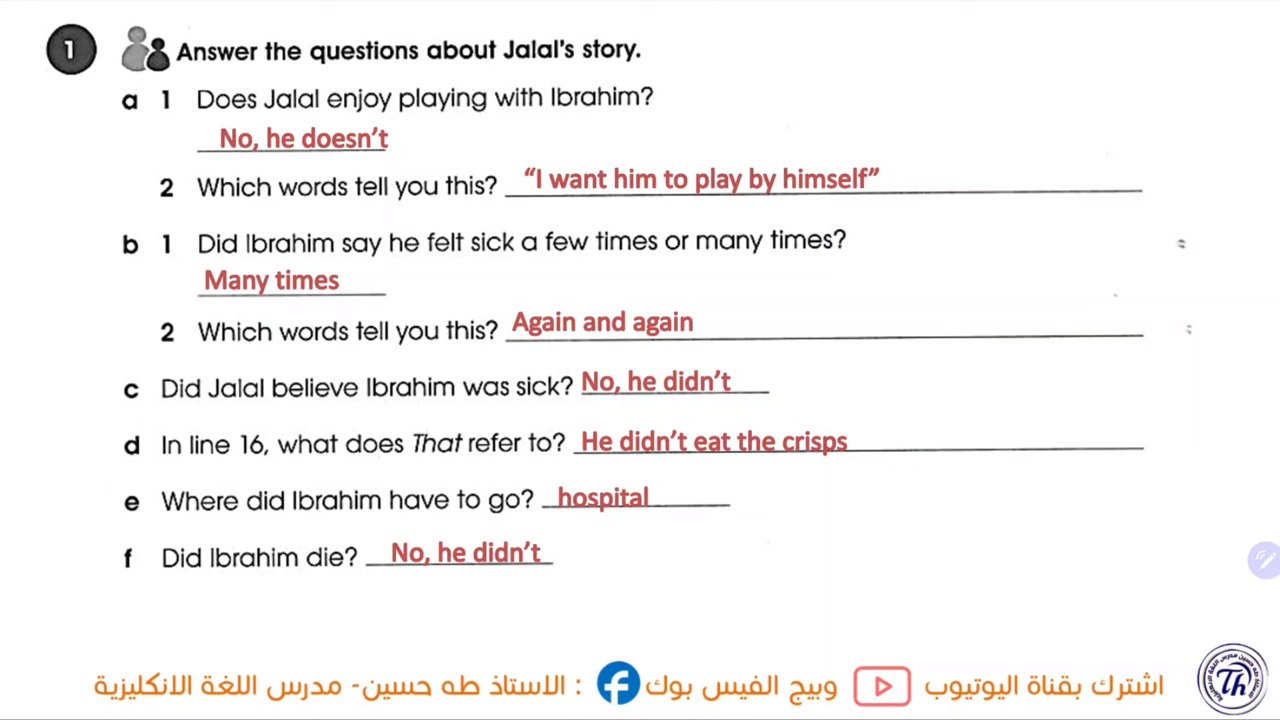 1 Answer the questions about Jalal's story.
a 1 Does Jalal enjoy playing with Ibrahim?
No, he doesn't
2 Which words tell you this? "I want him to play by himself"
b 1 Did Ibrahim say he felt sick a few times or many times?
Many times
2 Which words tell you this? Again and again
c Did Jalal believe Ibrahim was sick? No, he didn't
d In line 16, what does That refer to? He didn't eat the crisps
e Where did Ibrahim have to go? hospital
f Did Ibrahim die? No, he didn't
اشترك بقناة اليوتيوب وبيج الفيس بوك : الاستاذ طه حسين- مدرس اللغة الانكليزية
Th